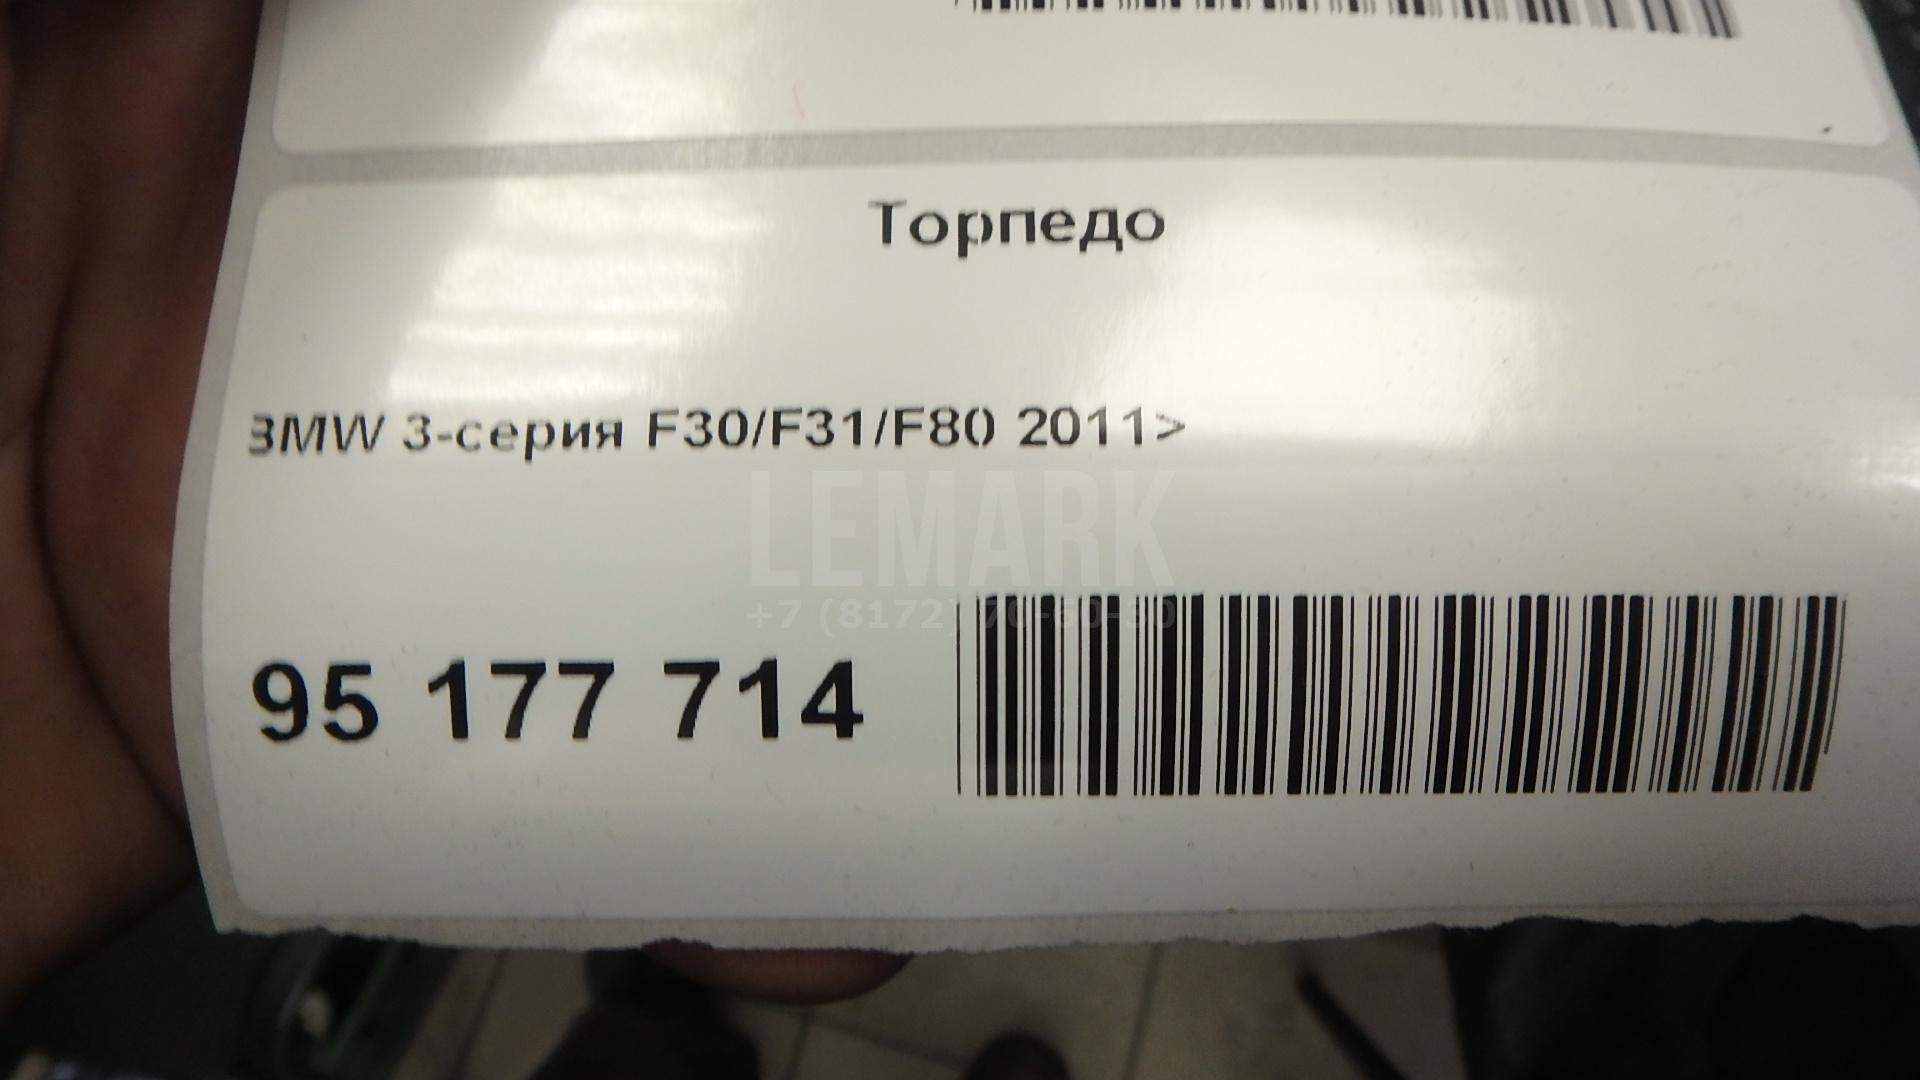 Торпедо
BMW 3-серия F30/F31/F80 2011>
LEMARK
+7 (8172) 70-60-30
95 177 714